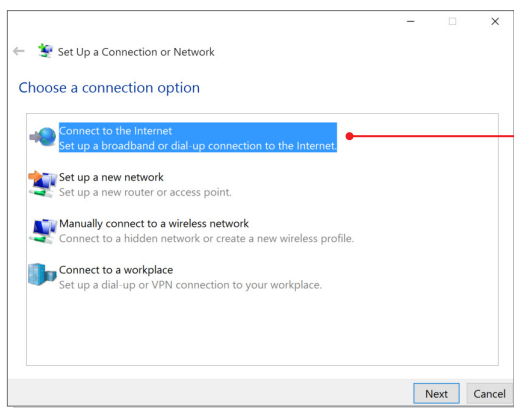 Set Up a Connection or Network
Choose a connection option
Connect to the Internet
Set up a broadband or dial-up connection to the Internet.
Set up a new network
Set up a new router or access point.
Manually connect to a wireless network
Connect to a hidden network or create a new wireless profile.
Connect to a workplace
Set up a dial-up or VPN connection to your workplace.
Next Cancel